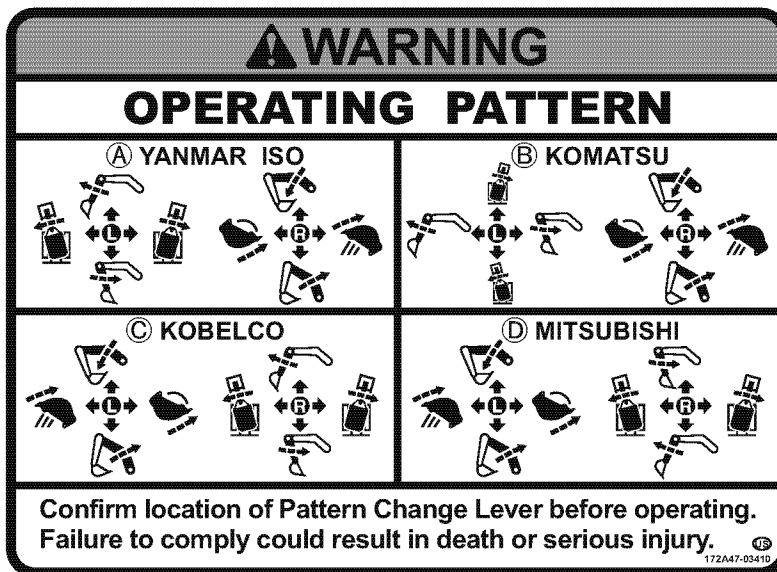 WARNING
OPERATING PATTERN
Ⓐ YANMAR ISO
L
R
Ⓑ KOMATSU
L
R
Ⓒ KOBELCO
L
R
Ⓓ MITSUBISHI
L
R
Confirm location of Pattern Change Lever before operating.
Failure to comply could result in death or serious injury.
US
172A47-03410